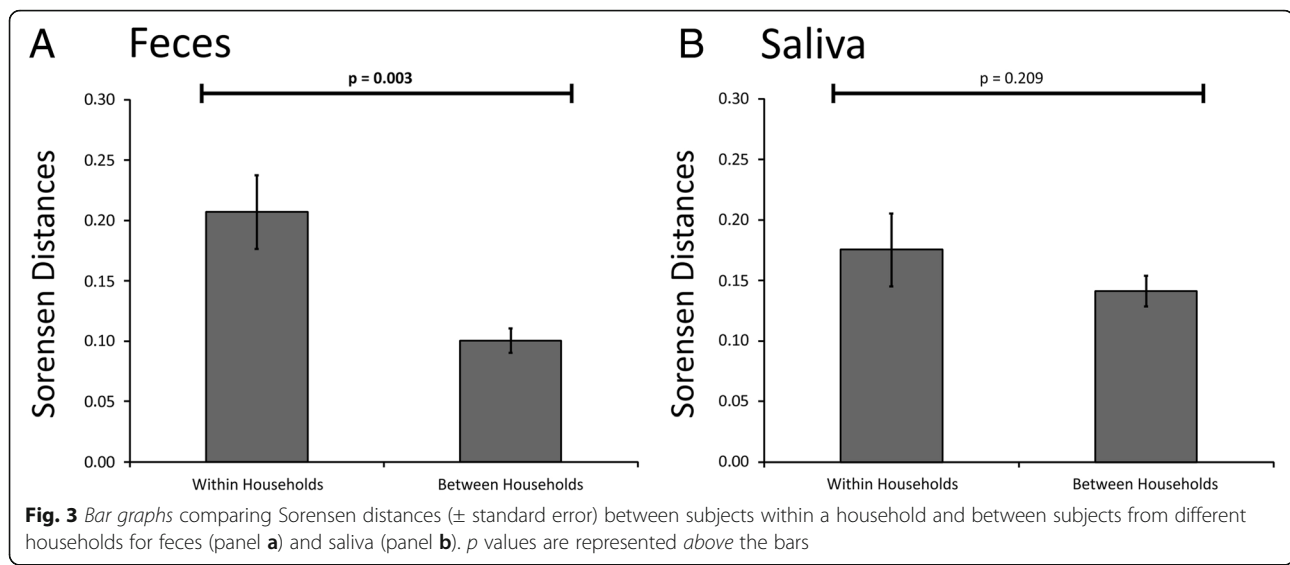 A Feces
p = 0.003
0.30
0.25
0.20
0.15
0.10
0.05
0.00
Sorensen Distances
Within Households
Between Households
B Saliva
p = 0.209
0.30
0.25
0.20
0.15
0.10
0.05
0.00
Sorensen Distances
Within Households
Between Households
Fig. 3 Bar graphs comparing Sorensen distances (± standard error) between subjects within a household and between subjects from different
households for feces (panel a) and saliva (panel b). p values are represented above the bars